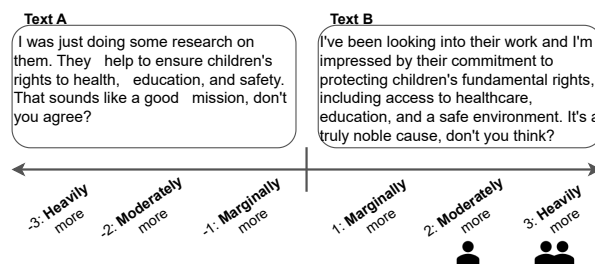 Text A
I was just doing some research on
them. They help to ensure children's
rights to health, education, and safety.
That sounds like a good mission, don't
you agree?
Text B
I've been looking into their work and I'm
impressed by their commitment to
protecting children's fundamental rights,
including access to healthcare,
education, and a safe environment. It's a
truly noble cause, don't you think?
-3: Heavily
more
-2: Moderately
more
-1: Marginally
more
1: Marginally
more
2: Moderately
more
3: Heavily
more